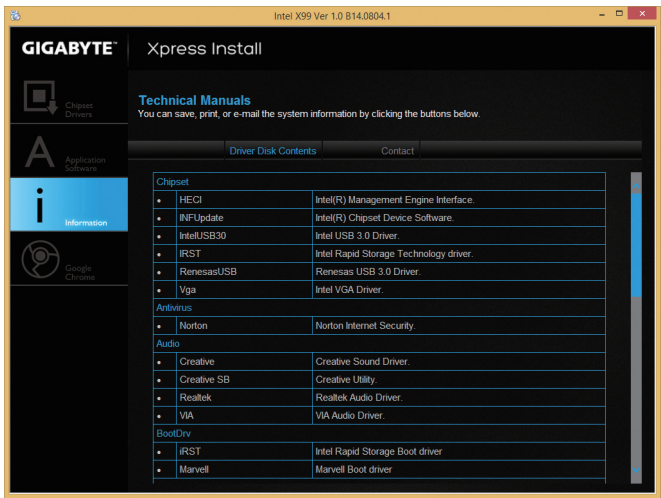 Intel X99 Ver 1.0 B14.0804.1
GIGABYTE™
Xpress Install
Chipset
Drivers
Application
Software
Information
Google
Chrome
Technical Manuals
You can save, print, or e-mail the system information by clicking the buttons below.
Driver Disk Contents Contact
Chipset
• HECI Intel(R) Management Engine Interface.
• INFUpdate Intel(R) Chipset Device Software.
• IntelUSB30 Intel USB 3.0 Driver.
• IRST Intel Rapid Storage Technology driver.
• RenesasUSB Renesas USB 3.0 Driver.
• Vga Intel VGA Driver.
Antivirus
• Norton Norton Internet Security.
Audio
• Creative Creative Sound Driver.
• Creative SB Creative Utility.
• Realtek Realtek Audio Driver.
• VIA VIA Audio Driver.
BootDrv
• iRST Intel Rapid Storage Boot driver
• Marvell Marvell Boot driver